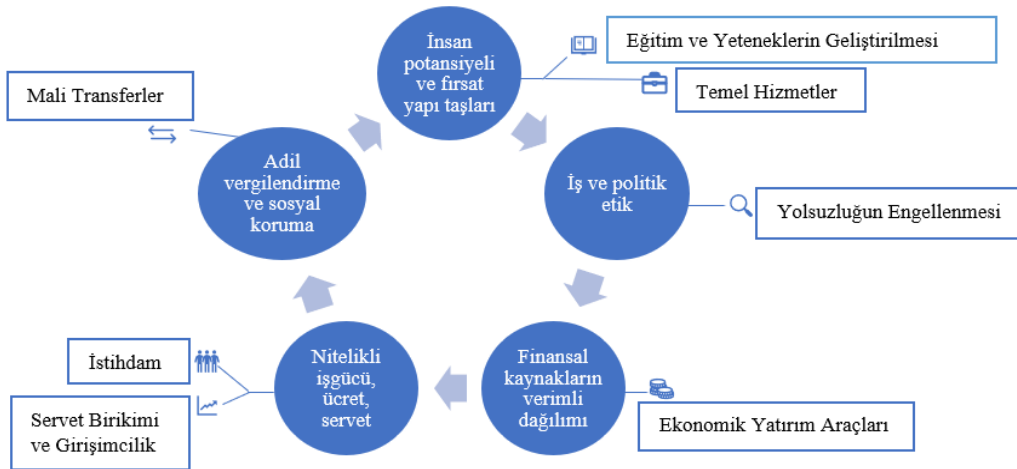 İnsan
potansiyeli
ve fırsat
yapı taşları
Eğitim ve Yeteneklerin Geliştirilmesi
Temel Hizmetler
İş ve politik
etik
Yolsuzluğun Engellenmesi
Finansal
kaynakların
verimli
dağılımı
Ekonomik Yatırım Araçları
Nitelikli
işgücü,
ücret,
servet
İstihdam
Servet Birikimi
ve Girişimcilik
Adil
vergilendirme
ve sosyal
koruma
Mali Transferler